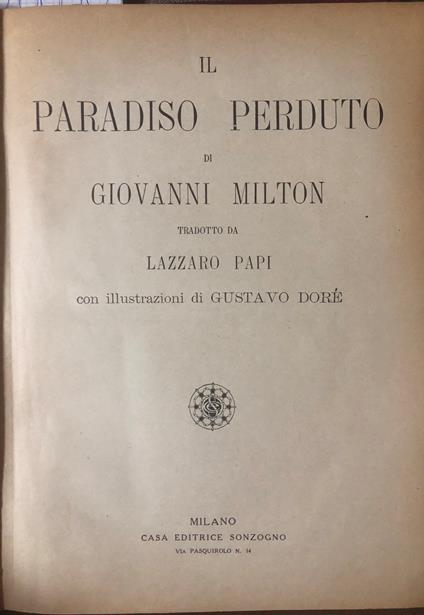 IL
PARADISO PERDUTO
DI
GIOVANNI MILTON
TRADOTTO DA
LAZZARO PAPI
con illustrazioni di GUSTAVO DORÉ
MILANO
CASA EDITRICE SONZOGNO
VIA PASQUIROLO N. 14